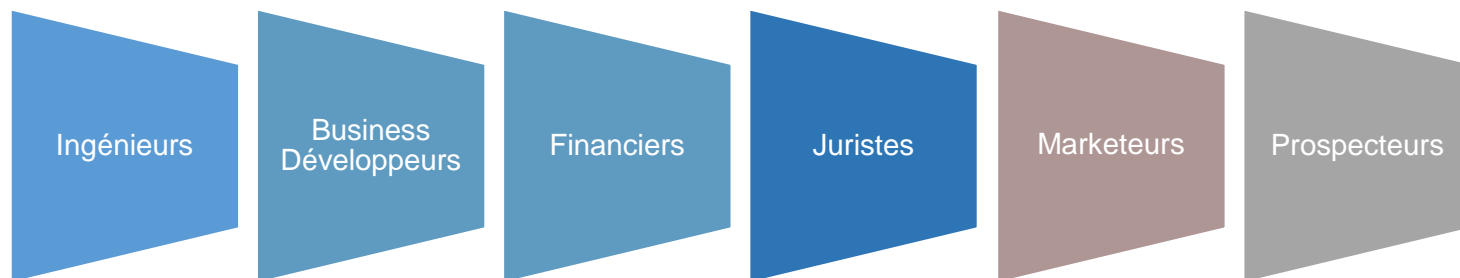 Ingénieurs
Business
Développeurs
Financiers
Juristes
Marketeurs
Prospecteurs